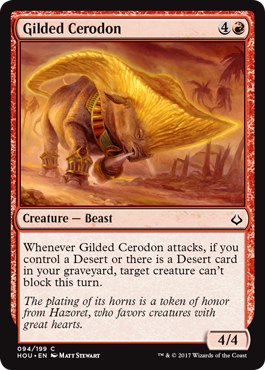 Gilded Cerodon 4
Creature — Beast
Whenever Gilded Cerodon attacks, if you
control a Desert or there is a Desert card
in your graveyard, target creature can't
block this turn.
The plating of its horns is a token of honor
from Hazoret, who favors creatures with
great hearts.
4/4
094/199 C
HOU • EN MATT STEWART
™ & © 2017 Wizards of the Coast